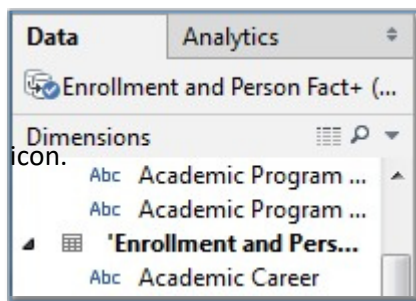 Data Analytics
Enrollment and Person Fact+ (...
Dimensions
icon.
Abc Academic Program ...
Abc Academic Program ...
'Enrollment and Pers...
Abc Academic Career